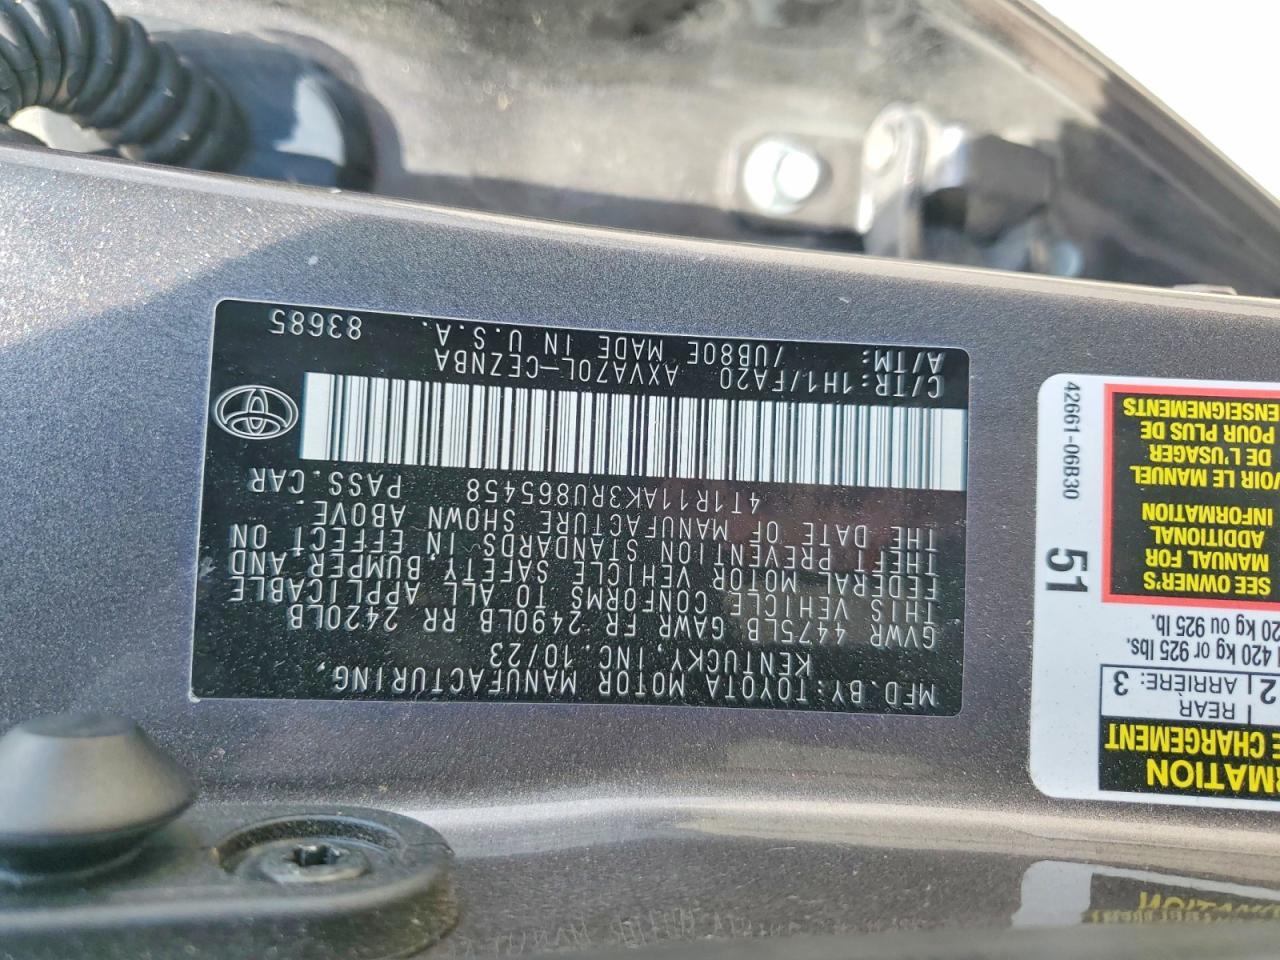 MFD.BY:TOYOTA MOTOR MANUFACTURING,
KENTUCKY, INC. 10/23
GVWR 4475LB GAWR FR 2490LB RR 2420LB
THIS VEHICLE CONFORMS TO ALL APPLICABLE
FEDERAL MOTOR VEHICLE SAFETY, BUMPER AND
THEFT PREVENTION STANDARDS IN EFFECT ON
THE DATE OF MANUFACTURE SHOWN ABOVE.
4T1R11AK3RU865458 PASS.CAR
C/TR: 1H1/FA20 AXVA70L-CEZNBA
A/TM: /UB80E MADE IN U.S.A.
83685
RMATION
E CHARGEMENT
2 REAR
ARRIÈRE: 3
420 kg or 925 lbs.
20 kg ou 925 lb.
SEE OWNER'S
MANUAL FOR
ADDITIONAL
INFORMATION
VOIR LE MANUEL
DE L'USAGER
POUR PLUS DE
ENSEIGNEMENTS
51
42661-06B30